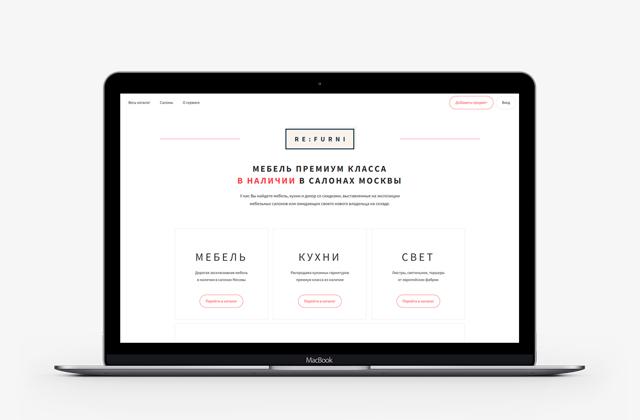 Весь каталог
Салоны
О сервисе
Добавить предмет
Вход
RE:FURNI
МЕБЕЛЬ ПРЕМИУМ КЛАССА
В НАЛИЧИИ В САЛОНАХ МОСКВЫ
У нас Вы найдете мебель, кухни и декор со скидками, выставленные на экспозиции
мебельных салонов или ожидающих своего нового владельца на складе.
МЕБЕЛЬ
Дорогая эксклюзивная мебель
в наличии в салонах Москвы
Перейти в каталог
КУХНИ
Распродажа кухонных гарнитуров
премиум класса из наличия
Перейти в каталог
СВЕТ
Люстры, светильники, торшеры
от европейских фабрик
Перейти в каталог
MacBook